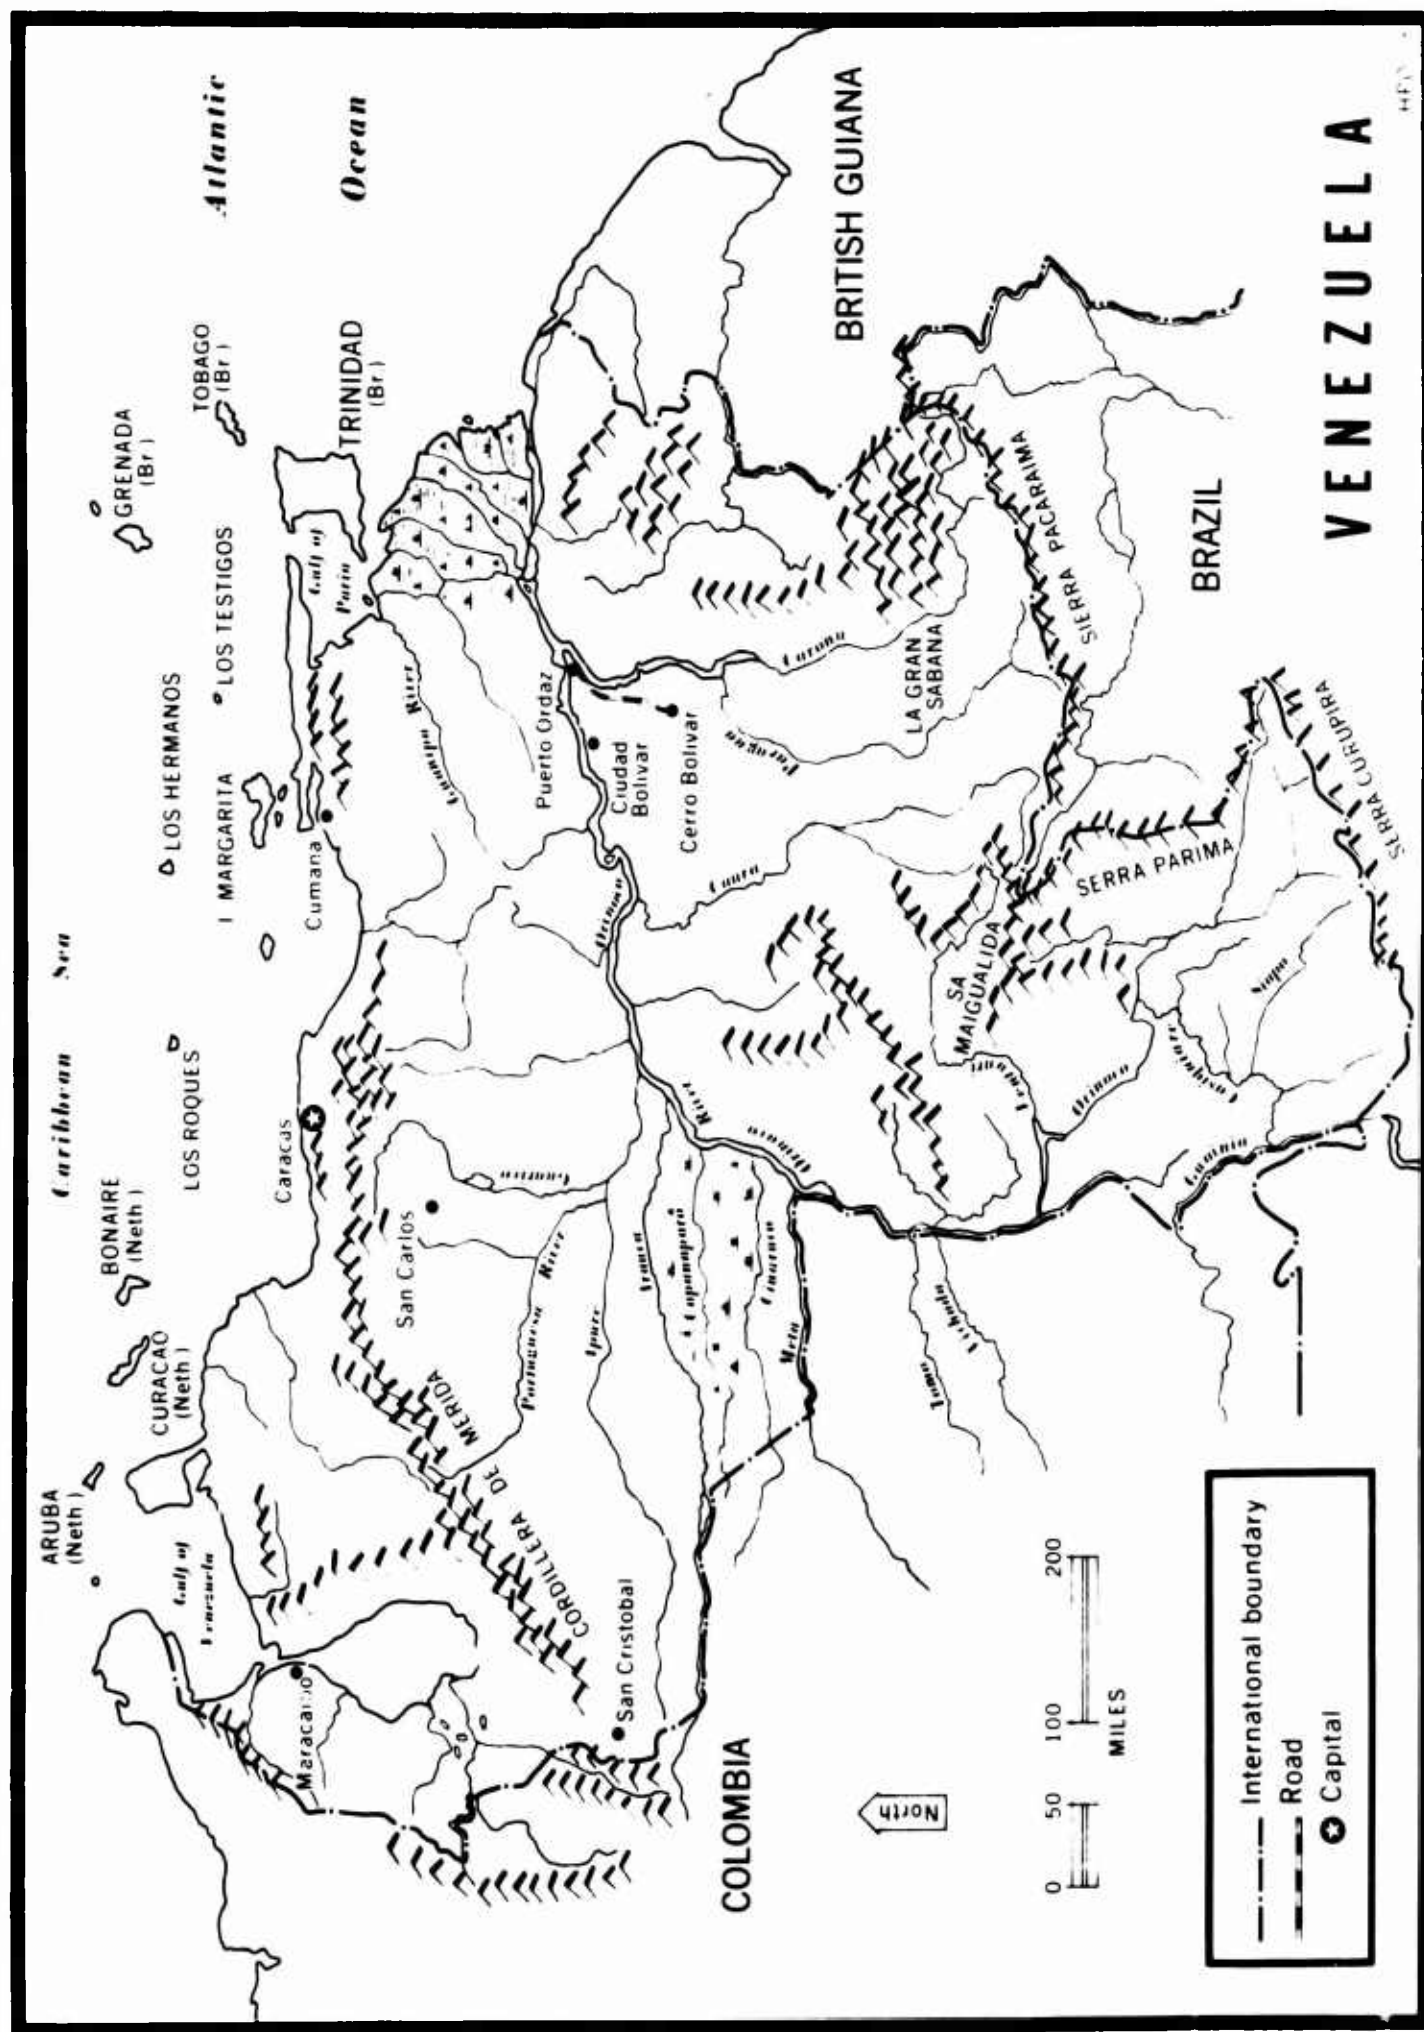 Caribbean Sea
Atlantic
Ocean
ARUBA
(Neth )
CURACAO
(Neth )
BONAIRE
(Neth )
LOS ROQUES
LOS HERMANOS
I MARGARITA
LOS TESTIGOS
GRENADA
(Br )
TOBAGO
(Br )
TRINIDAD
(Br.)
Gulf of
Venezuela
Gulf of
Paria
Maracaibo
Caracas
Cumana
San Carlos
San Cristobal
CORDILLERA DE MERIDA
Guanipa River
Puerto Ordaz
Ciudad
Bolivar
Cerro Bolivar
Portuguesa River
Guarico
Apure
Arauca
Capanaparo
Cinaruco
Meta
Orinoco
Orinoco River
Caura
Paragua
Tomo
Vichada
Ventuari
Orinoco
Casiquiare
Guainia
LA GRAN
SABANA
SA
MAIGUALIDA
SIERRA PACARAIMA
SERRA PARIMA
SERRA CURUPIRA
BRITISH GUIANA
BRAZIL
COLOMBIA
North
0 50 100 200
MILES
International boundary
Road
Capital
VENEZUELA